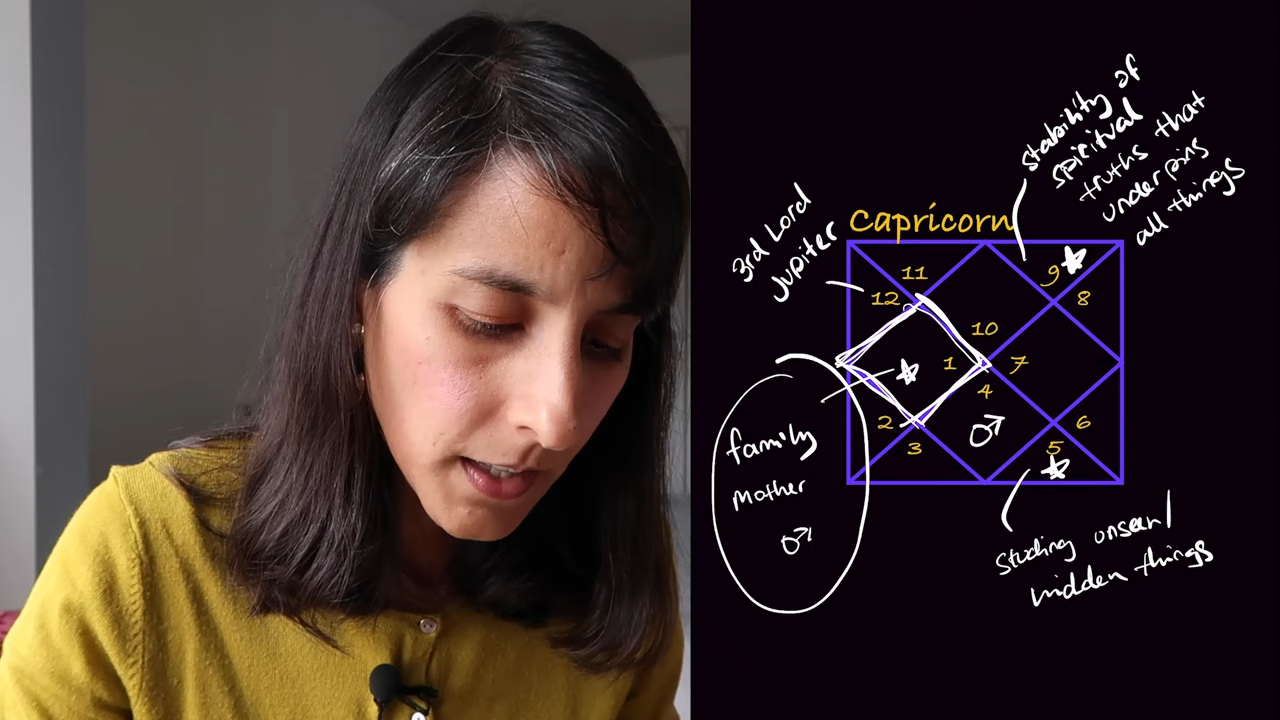 stability of
spiritual
truths that
underpins
all things
3rd Lord
Jupiter
Capricorn
11
9
12
8
10
1
7
4
2
6
3
5
family
Mother
studing unseen/
hidden things